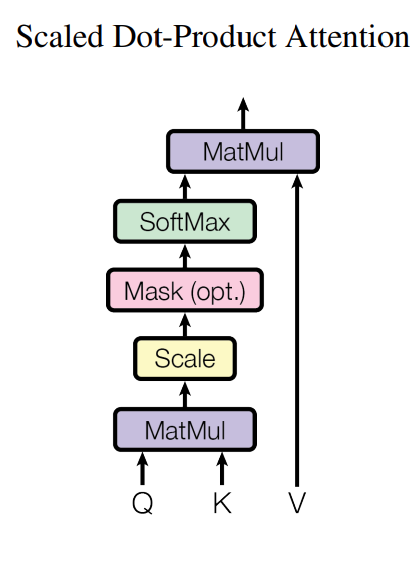 Scaled Dot-Product Attention
MatMul
SoftMax
Mask (opt.)
Scale
MatMul
Q K V